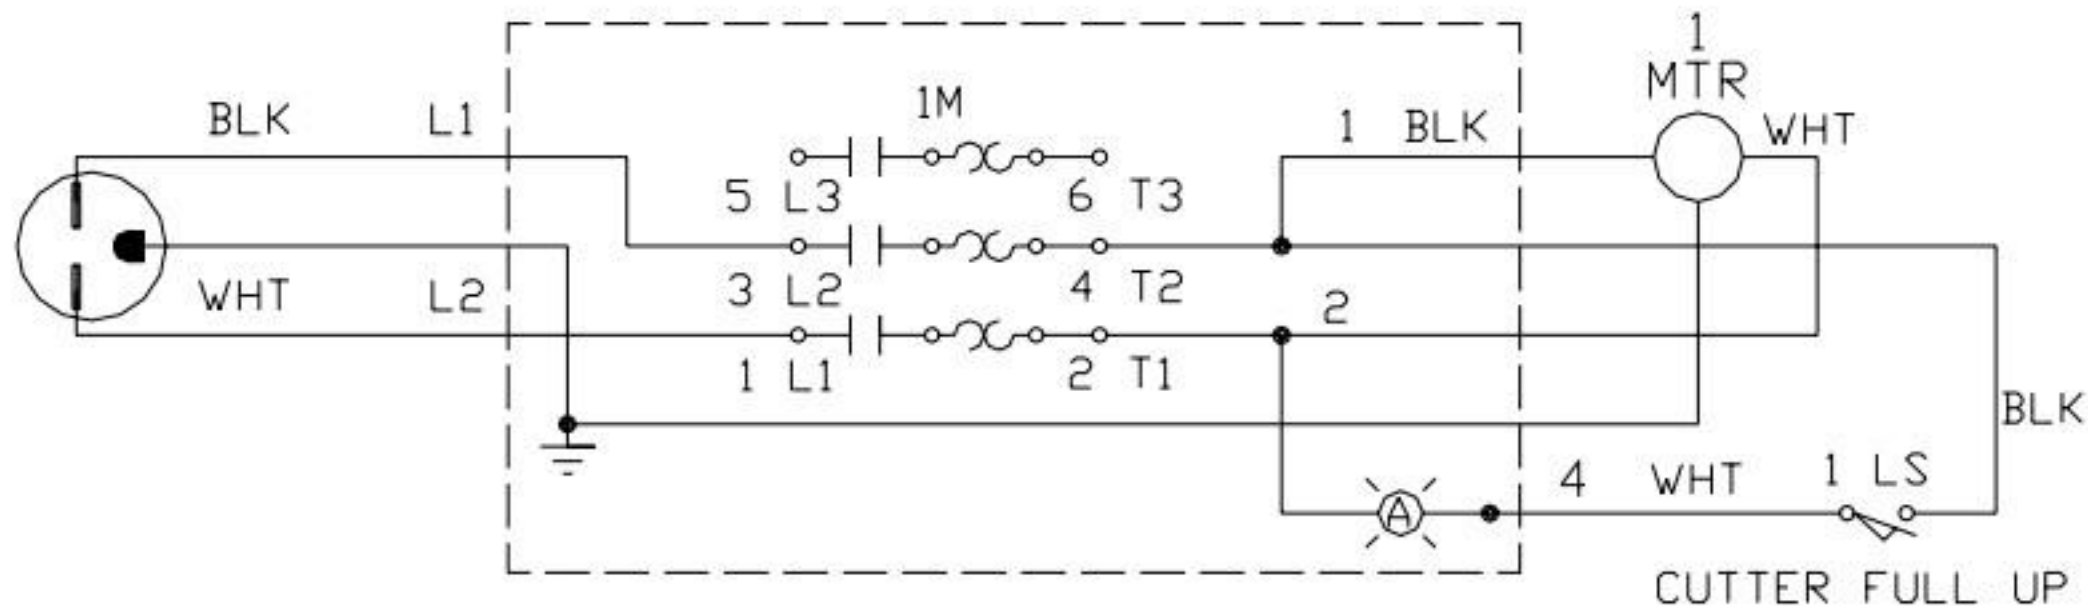 1
MTR
BLK L1
1M
1 BLK
WHT
5 L3
6 T3
WHT L2
3 L2
4 T2
2
1 L1
2 T1
BLK
4 WHT
1 LS
A
CUTTER FULL UP